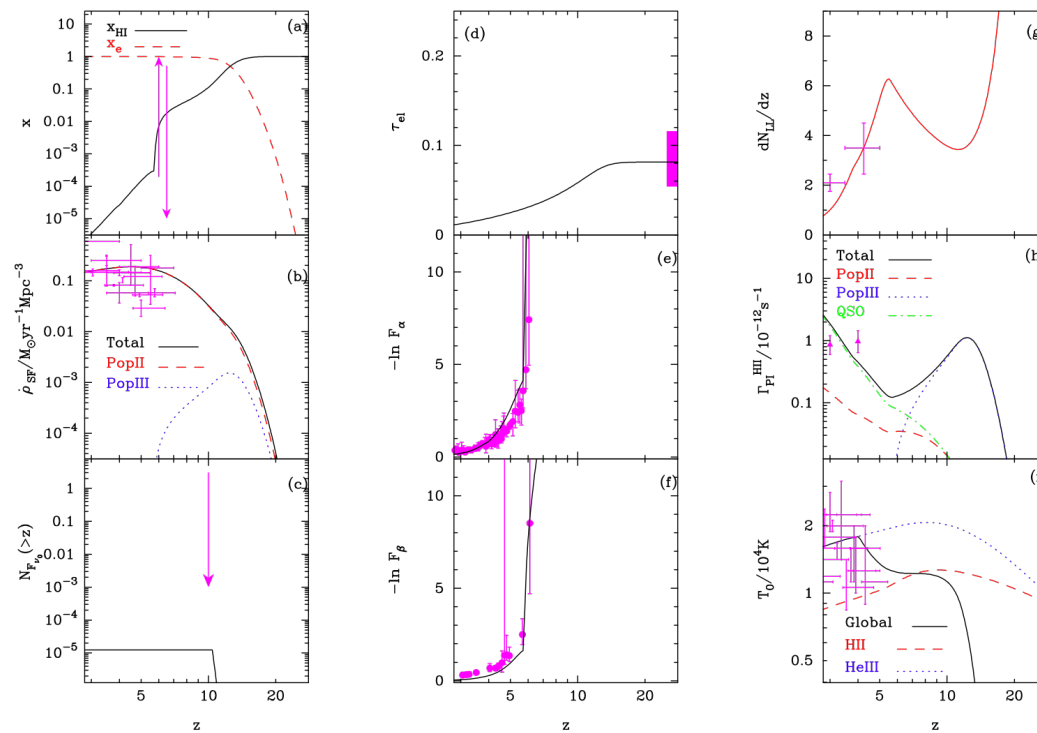 (a)
x_HI
x_e
10
1
0.1
0.01
10^−3
10^−4
10^−5
x
(b)
0.1
0.01
10^−3
10^−4
Total
PopII
PopIII
ρ̇_SF/M_⊙yr^−1Mpc^−3
(c)
1
0.1
0.01
10^−3
10^−4
10^−5
N_{F_ν0}(>z)
5 10 20
z
(d)
0.2
0.1
0
τ_el
(e)
10
5
0
−ln F_α
(f)
10
5
0
−ln F_β
5 10 20
z
(g
8
6
4
2
0
dN_LL/dz
(h
Total
PopII
PopIII
QSO
10
1
0.1
Γ_PI^HII/10^−12s^−1
2
1
0.5
T_0/10^4K
Global
HII
HeIII
5 10 20
z